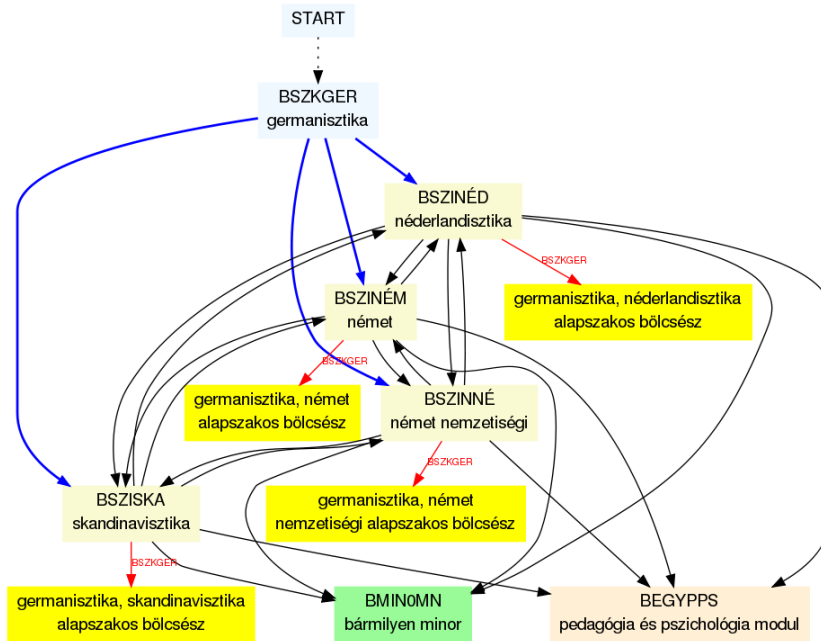 START
BSZKGER
germanisztika
BSZINÉD
néderlandisztika
BSZKGER
germanisztika, néderlandisztika
alapszakos bölcsész
BSZINÉM
német
BSZKGER
germanisztika, német
alapszakos bölcsész
BSZINNÉ
német nemzetiségi
BSZKGER
germanisztika, német
nemzetiségi alapszakos bölcsész
BSZISKA
skandinavisztika
BSZKGER
germanisztika, skandinavisztika
alapszakos bölcsész
BMIN0MN
bármilyen minor
BEGYPPS
pedagógia és pszichológia modul